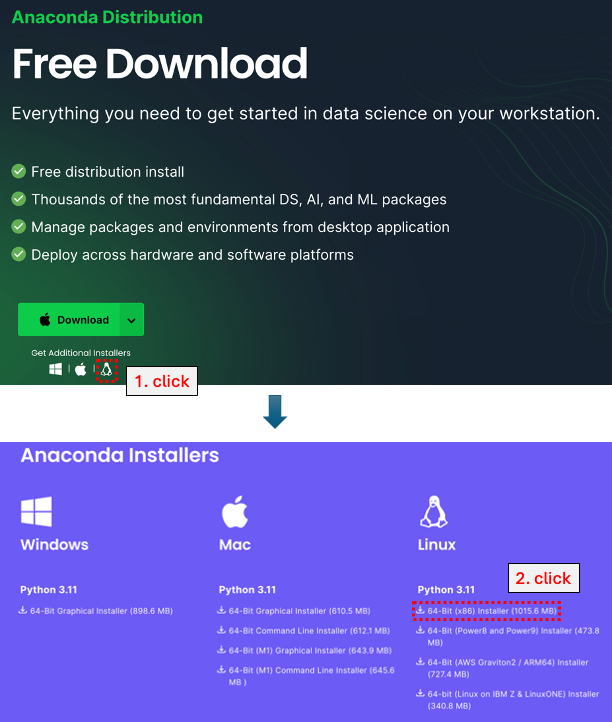 Anaconda Distribution
Free Download
Everything you need to get started in data science on your workstation.
Free distribution install
Thousands of the most fundamental DS, AI, and ML packages
Manage packages and environments from desktop application
Deploy across hardware and software platforms
Download
Get Additional Installers
| |
1. click
Anaconda Installers
Windows
Python 3.11
64-Bit Graphical Installer (898.6 MB)
Mac
Python 3.11
64-Bit Graphical Installer (610.5 MB)
64-Bit Command Line Installer (612.1 MB)
64-Bit (M1) Graphical Installer (643.9 MB)
64-Bit (M1) Command Line Installer (645.6
MB )
Linux
2. click
Python 3.11
64-Bit (x86) Installer (1015.6 MB)
64-Bit (Power8 and Power9) Installer (473.8
MB)
64-Bit (AWS Graviton2 / ARM64) Installer
(727.4 MB)
64-bit (Linux on IBM Z & LinuxONE) Installer
(340.8 MB)